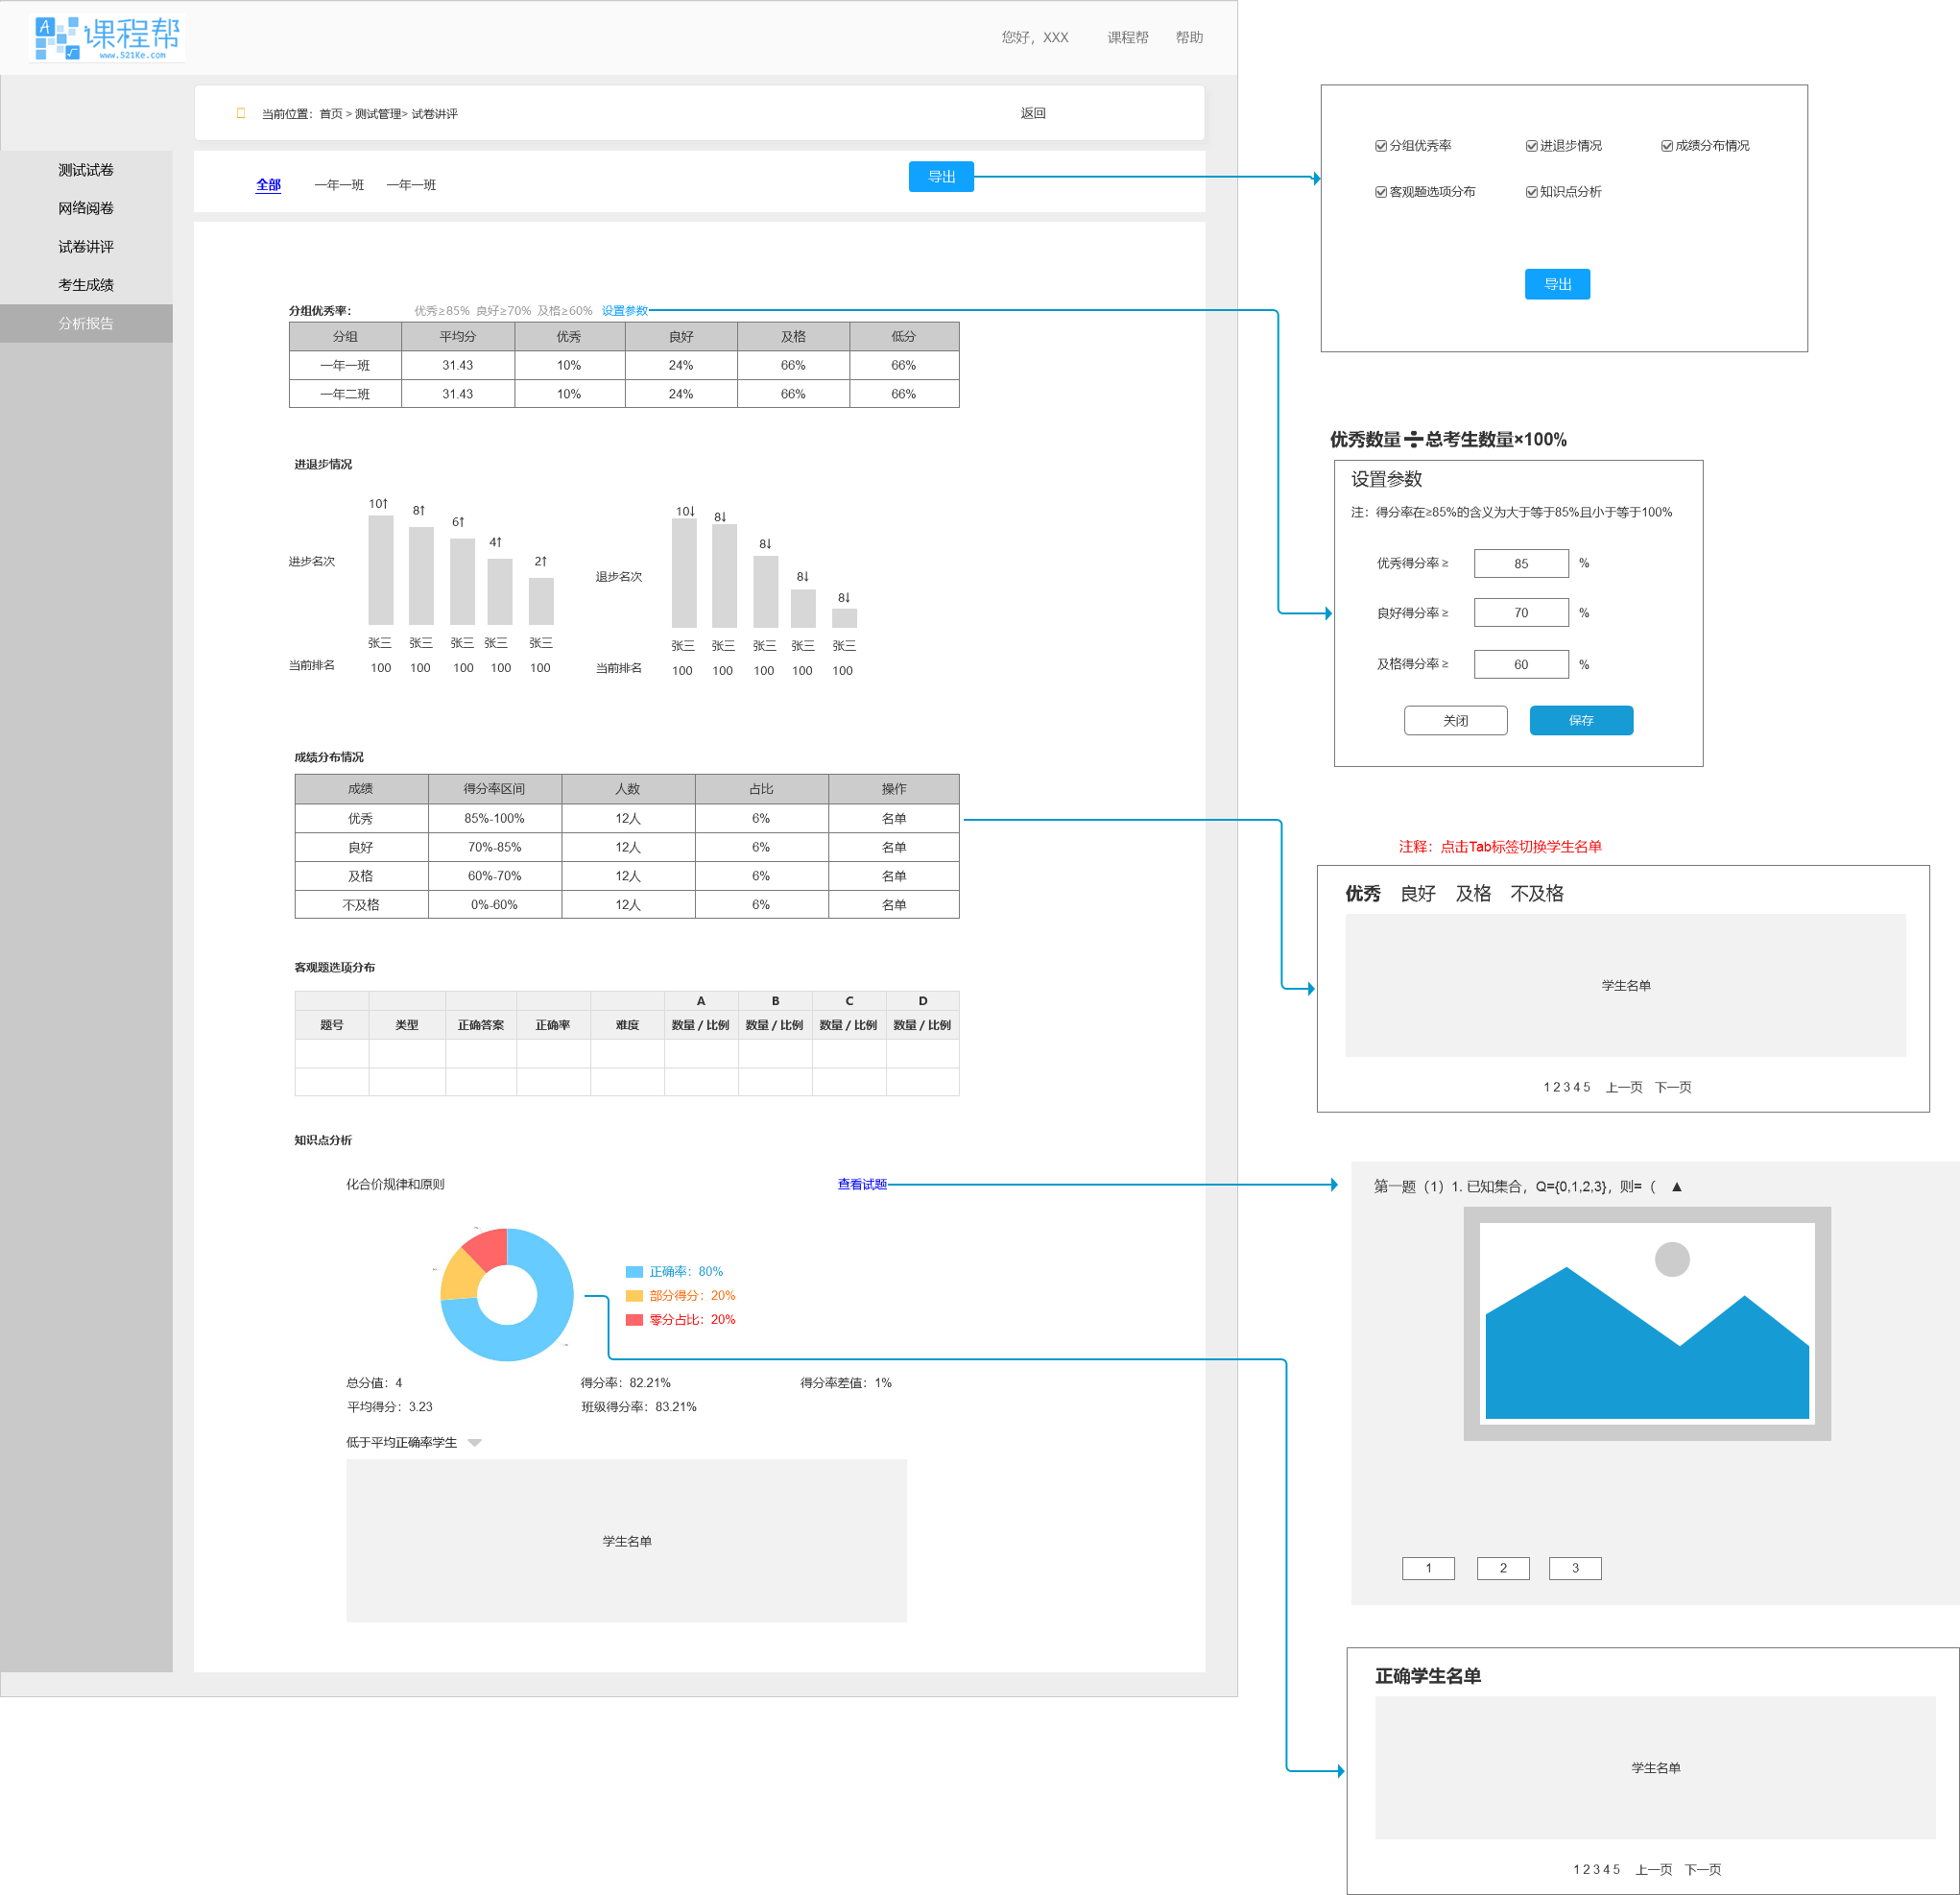 课程帮
www.521Ke.com
您好，XXX 课程帮 帮助
当前位置：首页 > 测试管理> 试卷讲评 返回
测试试卷
网络阅卷
试卷讲评
考生成绩
分析报告
全部 一年一班 一年一班 导出
分组优秀率： 优秀≥85% 良好≥70% 及格≥60% 设置参数
分组 平均分 优秀 良好 及格 低分
一年一班 31.43 10% 24% 66% 66%
一年二班 31.43 10% 24% 66% 66%
进退步情况
10↑ 8↑ 6↑ 4↑ 2↑
进步名次
张三 张三 张三 张三 张三
当前排名 100 100 100 100 100
10↓ 8↓ 8↓ 8↓ 8↓
退步名次
张三 张三 张三 张三 张三
当前排名 100 100 100 100 100
成绩分布情况
成绩 得分率区间 人数 占比 操作
优秀 85%-100% 12人 6% 名单
良好 70%-85% 12人 6% 名单
及格 60%-70% 12人 6% 名单
不及格 0%-60% 12人 6% 名单
客观题选项分布
A B C D
题号 类型 正确答案 正确率 难度 数量 / 比例 数量 / 比例 数量 / 比例 数量 / 比例
知识点分析
化合价规律和原则 查看试题
正确率：80%
部分得分：20%
零分占比：20%
总分值：4 得分率：82.21% 得分率差值：1%
平均得分：3.23 班级得分率：83.21%
低于平均正确率学生
学生名单
分组优秀率 进退步情况 成绩分布情况
客观题选项分布 知识点分析
导出
优秀数量➗总考生数量×100%
设置参数
注：得分率在≥85%的含义为大于等于85%且小于等于100%
优秀得分率 ≥ 85 %
良好得分率 ≥ 70 %
及格得分率 ≥ 60 %
关闭 保存
注释：点击Tab标签切换学生名单
优秀 良好 及格 不及格
学生名单
1 2 3 4 5 上一页 下一页
第一题（1）1. 已知集合，Q={0,1,2,3}，则=（ ▲
1 2 3
正确学生名单
学生名单
1 2 3 4 5 上一页 下一页